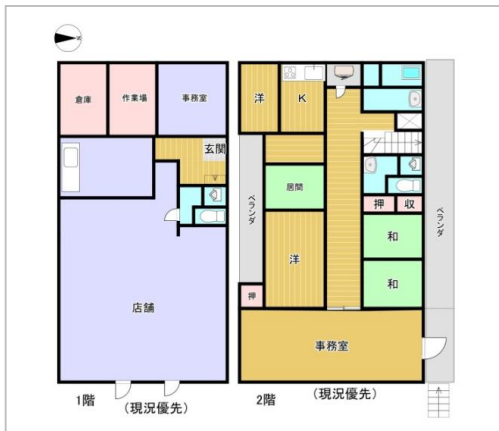 倉庫
作業場
事務室
玄関
店舗
1階
(現況優先)
洋
K
ベランダ
居間
洋
押
押
収
和
和
ベランダ
事務室
2階
(現況優先)